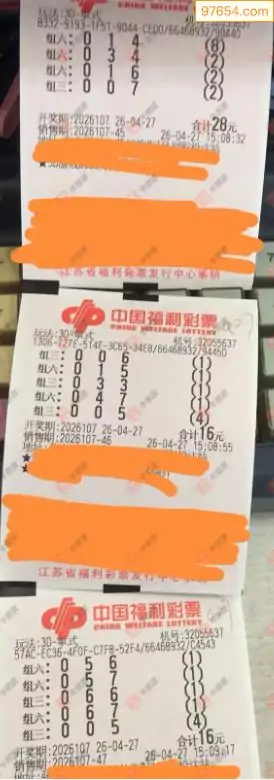 97654.com
玩法:3D-单式
8332-9193-1F51-9044-CED0/66468932/90440
组六: 0 1 4 (8)
组六: 0 3 4 (2)
组六: 0 1 6 (2)
组三: 0 0 7 (2)
开奖期:2026107 26-04-27 合计28元
销售期:2026107-45 26-04-27 15:08:32
江苏省福利彩票发行中心承销
中国福利彩票
CHINA WELFARE LOTTERY
玩法:3D-单式 机号:32055637
组三: 0 0 6 (1)
组六: 0 1 5 (1)
组三: 0 3 3 (1)
组六: 0 4 7 (1)
组三: 0 0 5 (4)
开奖期:2026107 26-04-27 合计16元
销售期:2026107-46 26-04-27 15:08:55
江苏省福利彩票发行中心承销
中国福利彩票
CHINA WELFARE LOTTERY
玩法:3D-单式 机号:32055637
57AC-EC36-4F0F-C7FB-52F4/66468932/C4543
组六: 0 5 6 (1)
组六: 0 5 7 (1)
组六: 0 6 8 (1)
组六: 0 6 7 (1)
组三: 0 0 5 (4)
开奖期:2026107 26-04-27 合计16元
销售期:2026107-47 26-04-27 15:09:17